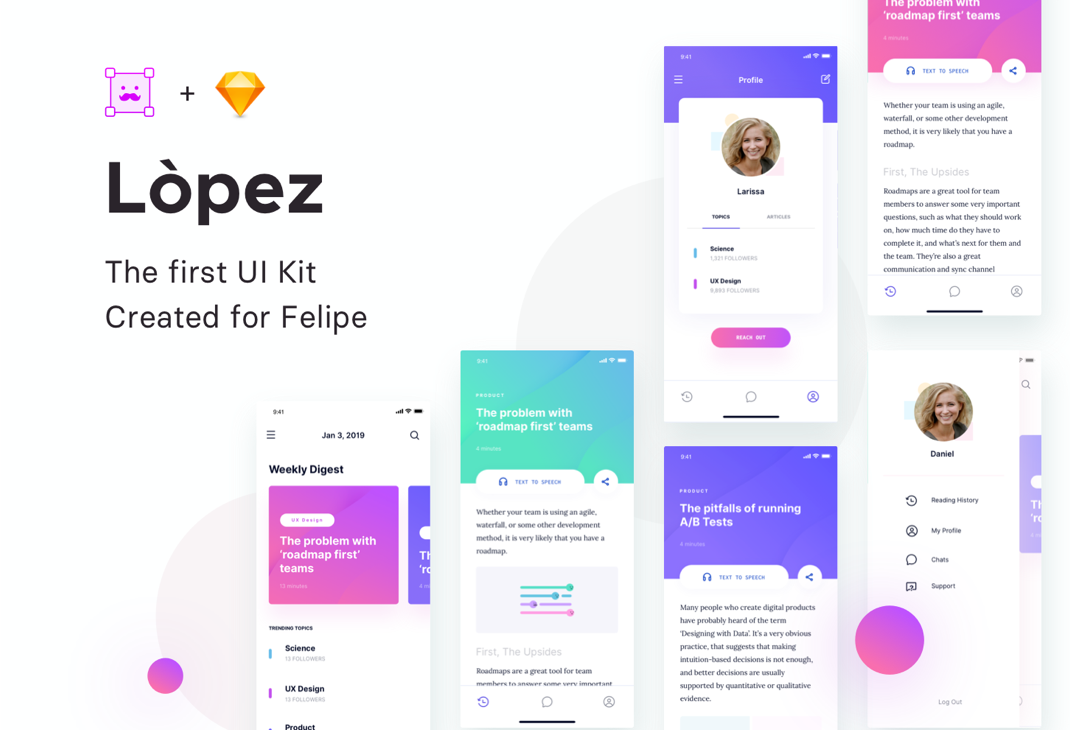 +
Lòpez
The first UI Kit
Created for Felipe
9:41
Jan 3, 2019
Weekly Digest
UX Design
The problem with
‘roadmap first’
teams
13 minutes
Th
‘ro
4 m
TRENDING TOPICS
Science
13 FOLLOWERS
UX Design
13 FOLLOWERS
Product
9:41
PRODUCT
The problem with
‘roadmap first’ teams
4 minutes
TEXT TO SPEECH
Whether your team is using an agile,
waterfall, or some other development
method, it is very likely that you have a
roadmap.
First, The Upsides
Roadmaps are a great tool for team
members to answer some very important
9:41
Profile
Larissa
TOPICS
ARTICLES
Science
1,331 FOLLOWERS
UX Design
9,893 FOLLOWERS
REACH OUT
9:41
PRODUCT
The pitfalls of running
A/B Tests
4 minutes
TEXT TO SPEECH
Many people who create digital products
have probably heard of the term
‘Designing with Data’. It’s a very obvious
practice, that suggests that making
intuition-based decisions is not enough,
and better decisions are usually
supported by quantitative or qualitative
evidence.
The problem with
‘roadmap first’ teams
4 minutes
TEXT TO SPEECH
Whether your team is using an agile,
waterfall, or some other development
method, it is very likely that you have a
roadmap.
First, The Upsides
Roadmaps are a great tool for team
members to answer some very important
questions, such as what they should work
on, how much time do they have to
complete it, and what’s next for them and
the team. They’re also a great
communication and sync channel
Daniel
Reading History
My Profile
Chats
Support
Log Out